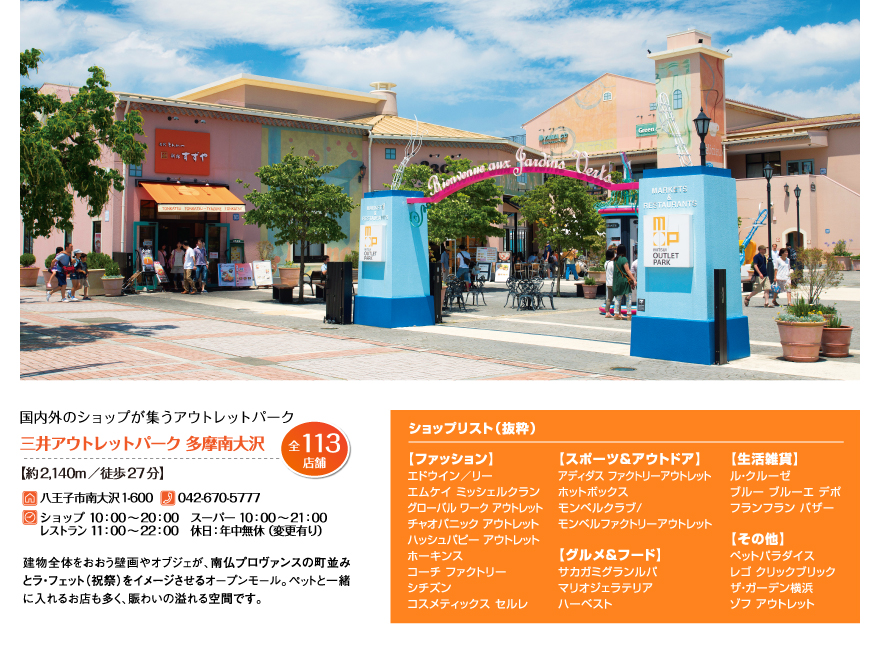 すずや
Green
Bienvenue aux Jardins Verts
MARKETS
&
RESTAURANTS
MITSUI
OUTLET
PARK
MARKETS
&
RESTAURANTS
MITSUI
OUTLET
PARK
国内外のショップが集うアウトレットパーク
三井アウトレットパーク 多摩南大沢
全113店舗
【約2,140m/徒歩27分】
八王子市南大沢1-600 042-670-5777
ショップ 10:00〜20:00 スーパー 10:00〜21:00
レストラン 11:00〜22:00 休日:年中無休(変更有り)
建物全体をおおう壁画やオブジェが、南仏プロヴァンスの町並み
とラ・フェット(祝祭)をイメージさせるオープンモール。ペットと一緒
に入れるお店も多く、賑わいの溢れる空間です。
ショップリスト(抜粋)
【ファッション】
エドウイン/リー
エムケイ ミッシェルクラン
グローバル ワーク アウトレット
チャオパニック アウトレット
ハッシュパピー アウトレット
ホーキンス
コーチ ファクトリー
シチズン
コスメティックス セルレ
【スポーツ&アウトドア】
アディダス ファクトリーアウトレット
ホットボックス
モンベルクラブ/
モンベルファクトリーアウトレット
【グルメ&フード】
サカガミグランルパ
マリオジェラテリア
ハーベスト
【生活雑貨】
ル・クルーゼ
ブルー ブルーエ デポ
フランフラン バザー
【その他】
ペットパラダイス
レゴ クリックブリック
ザ・ガーデン横浜
ゾフ アウトレット